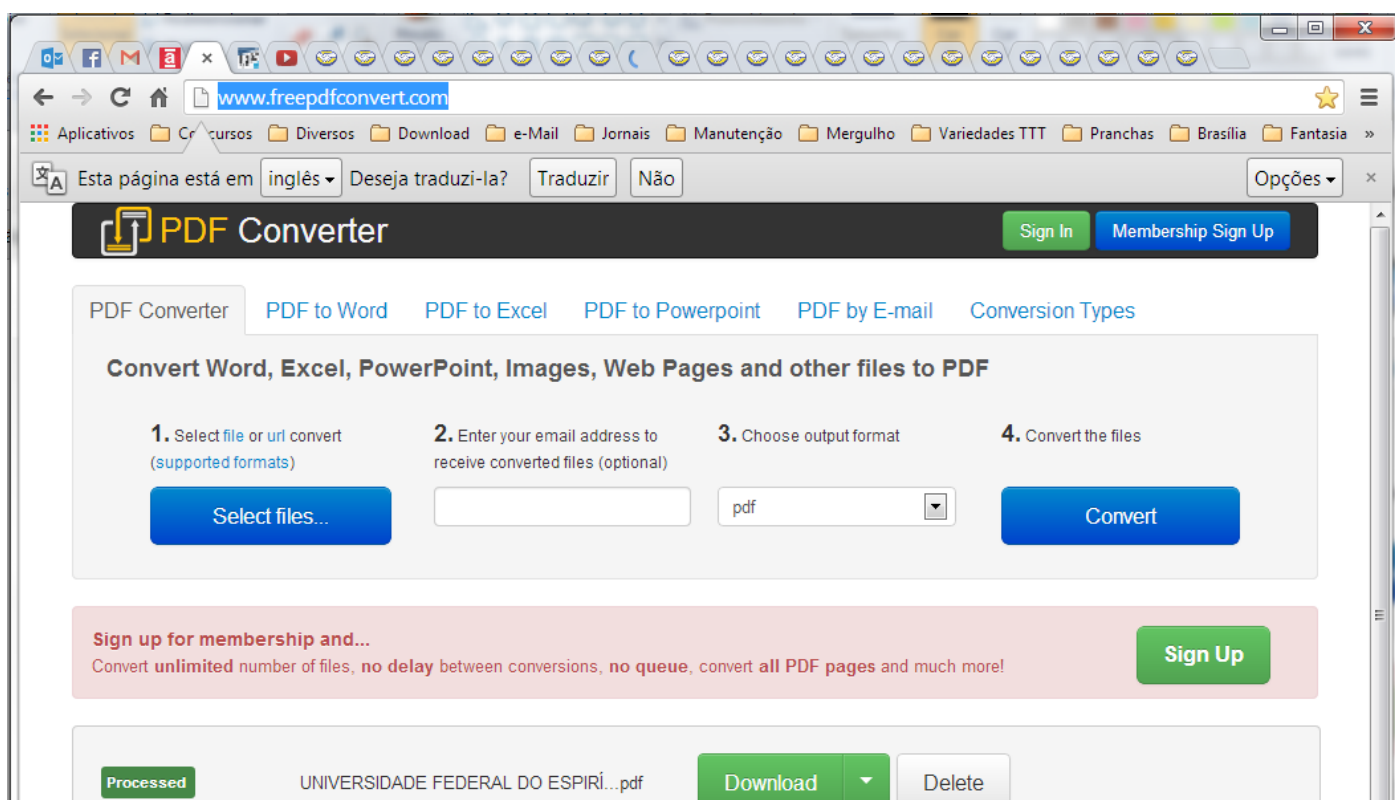 www.freepdfconvert.com
Aplicativos Diversos Download e-Mail Jornais Manutenção Mergulho Variedades TTT Pranchas Brasília Fantasia »
Esta página está em inglês Deseja traduzi-la? Traduzir Não Opções
PDF Converter Sign In Membership Sign Up
PDF Converter PDF to Word PDF to Excel PDF to Powerpoint PDF by E-mail Conversion Types
Convert Word, Excel, PowerPoint, Images, Web Pages and other files to PDF
1. Select file or url convert
(supported formats)
2. Enter your email address to
receive converted files (optional)
3. Choose output format
4. Convert the files
Select files... pdf Convert
Sign up for membership and...
Convert unlimited number of files, no delay between conversions, no queue, convert all PDF pages and much more!
Sign Up
Processed UNIVERSIDADE FEDERAL DO ESPIRÍ...pdf Download Delete